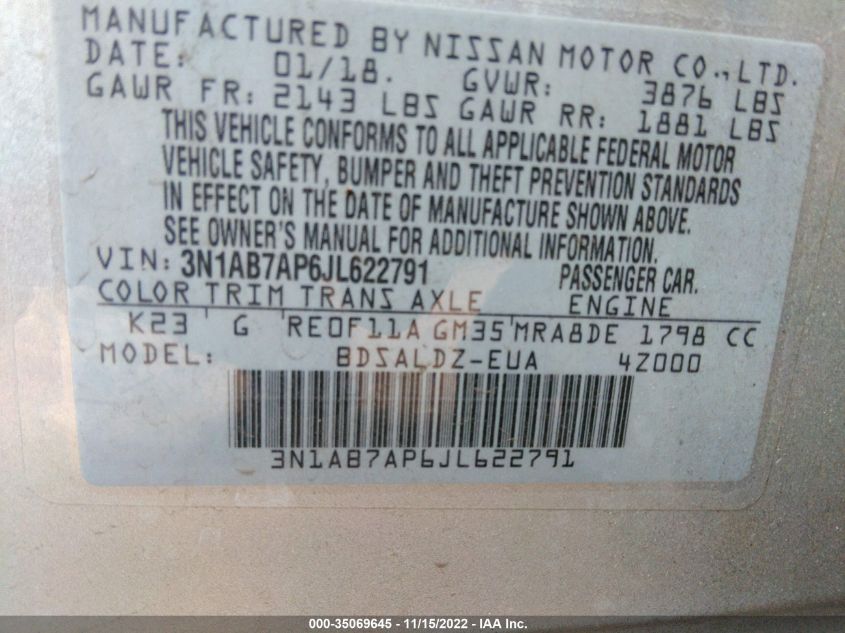 MANUFACTURED BY NISSAN MOTOR CO.,LTD.
DATE: 01/18. GVWR: 3876 LBS
GAWR FR: 2143 LBS GAWR RR: 1881 LBS
THIS VEHICLE CONFORMS TO ALL APPLICABLE FEDERAL MOTOR
VEHICLE SAFETY, BUMPER AND THEFT PREVENTION STANDARDS
IN EFFECT ON THE DATE OF MANUFACTURE SHOWN ABOVE.
SEE OWNER'S MANUAL FOR ADDITIONAL INFORMATION.
VIN: 3N1AB7AP6JL622791 PASSENGER CAR.
COLOR TRIM TRANS AXLE ENGINE
K23 G RE0F11A GM35 MRA8DE 1798 CC
MODEL: BDSALDZ-EUA 4Z000
3N1AB7AP6JL622791
000-35069645 - 11/15/2022 - IAA Inc.